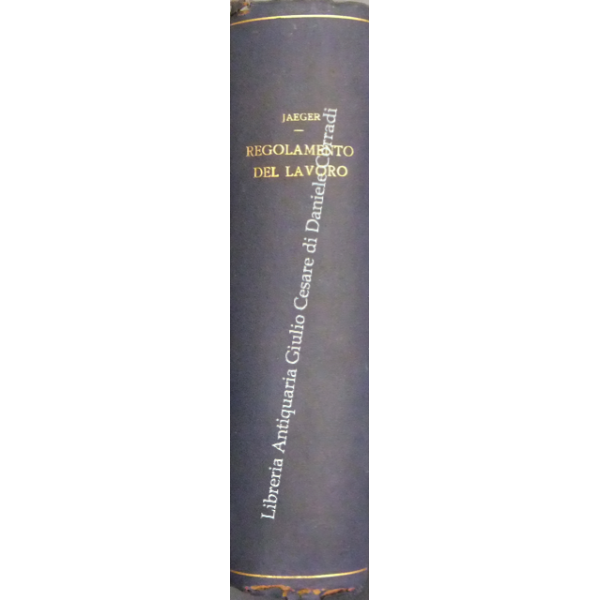 JAEGER
REGOLAMENTO
DEL LAVORO
Libreria Antiquaria Giulio Cesare di Daniele Corradi